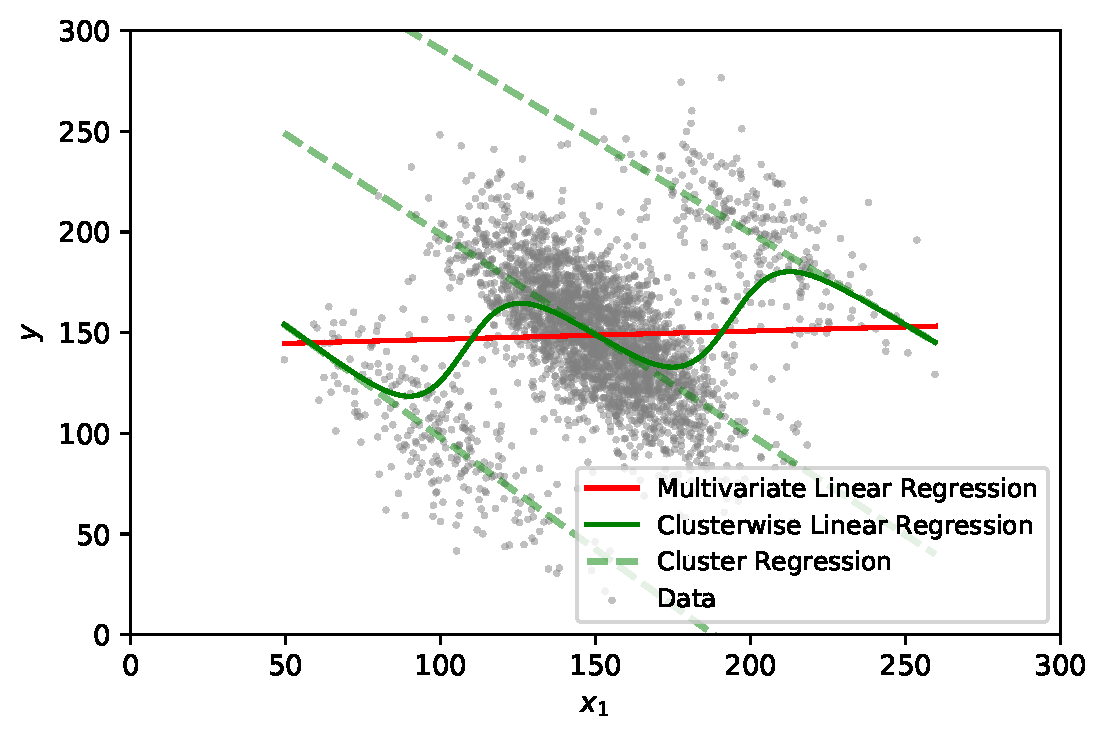 300
250
200
150
100
50
0
y
0 50 100 150 200 250 300
x₁
Multivariate Linear Regression
Clusterwise Linear Regression
Cluster Regression
Data